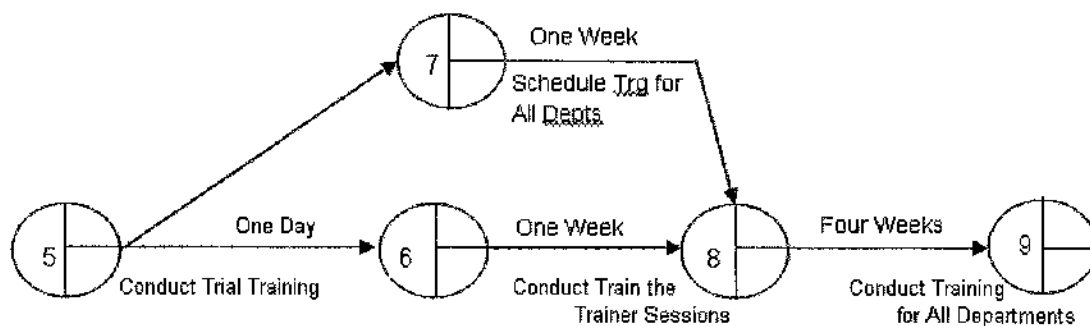 One Week
7
Schedule Trg for
All Depts
One Day
One Week
Four Weeks
5
6
8
9
Conduct Trial Training
Conduct Train the
Trainer Sessions
Conduct Training
for All Departments